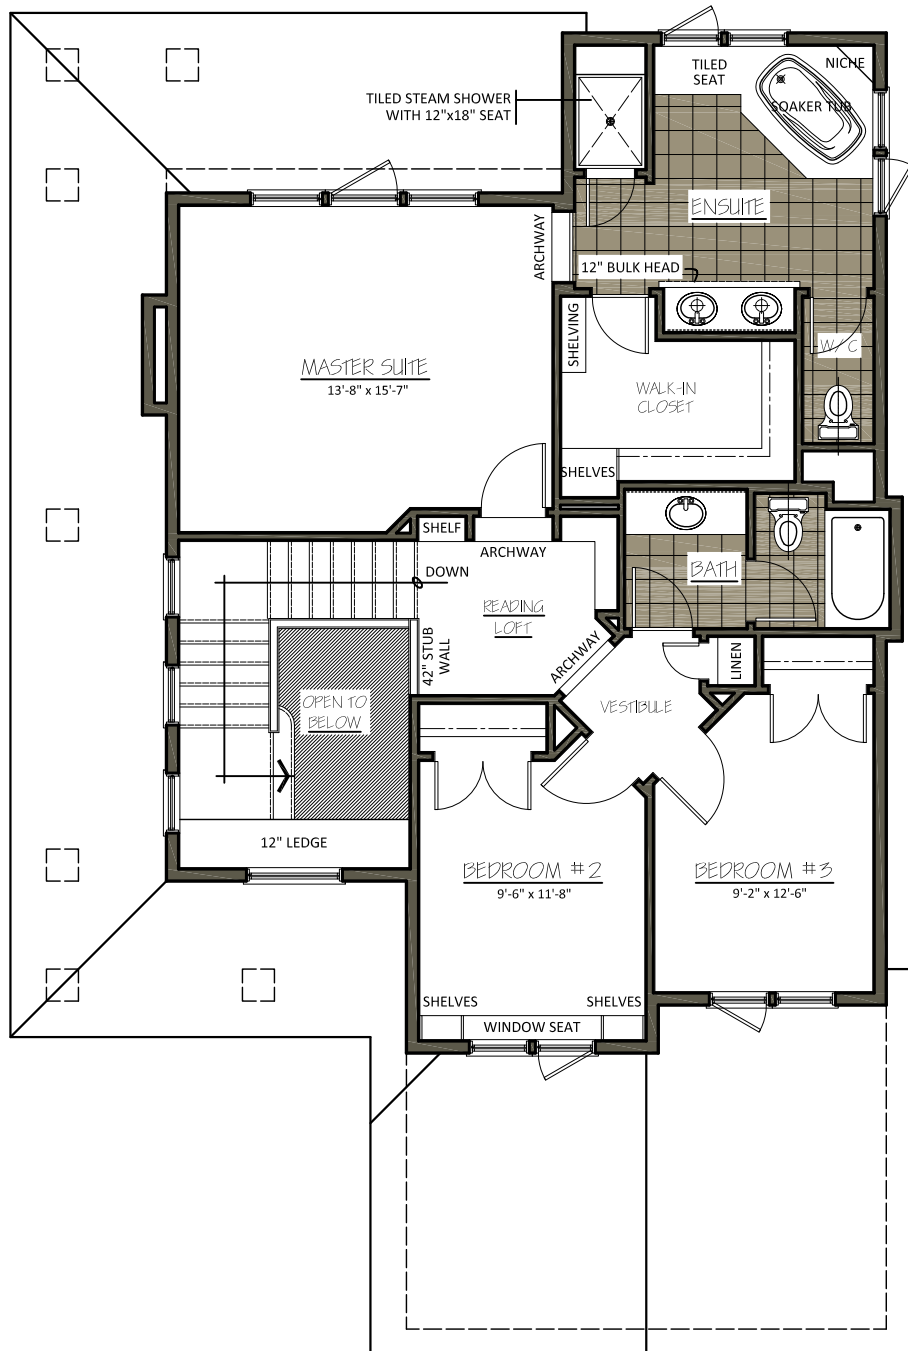 TILED
SEAT
NICHE
TILED STEAM SHOWER
WITH 12"x18" SEAT
SOAKER TUB
ENSUITE
ARCHWAY
12" BULK HEAD
SHELVING
W/C
MASTER SUITE
13'-8" x 15'-7"
WALK-IN
CLOSET
SHELVES
SHELF
ARCHWAY
DOWN
BATH
READING
LOFT
42" STUB
WALL
ARCHWAY
LINEN
OPEN TO
BELOW
VESTIBULE
12" LEDGE
BEDROOM #2
9'-6" x 11'-8"
BEDROOM #3
9'-2" x 12'-6"
SHELVES
SHELVES
WINDOW SEAT